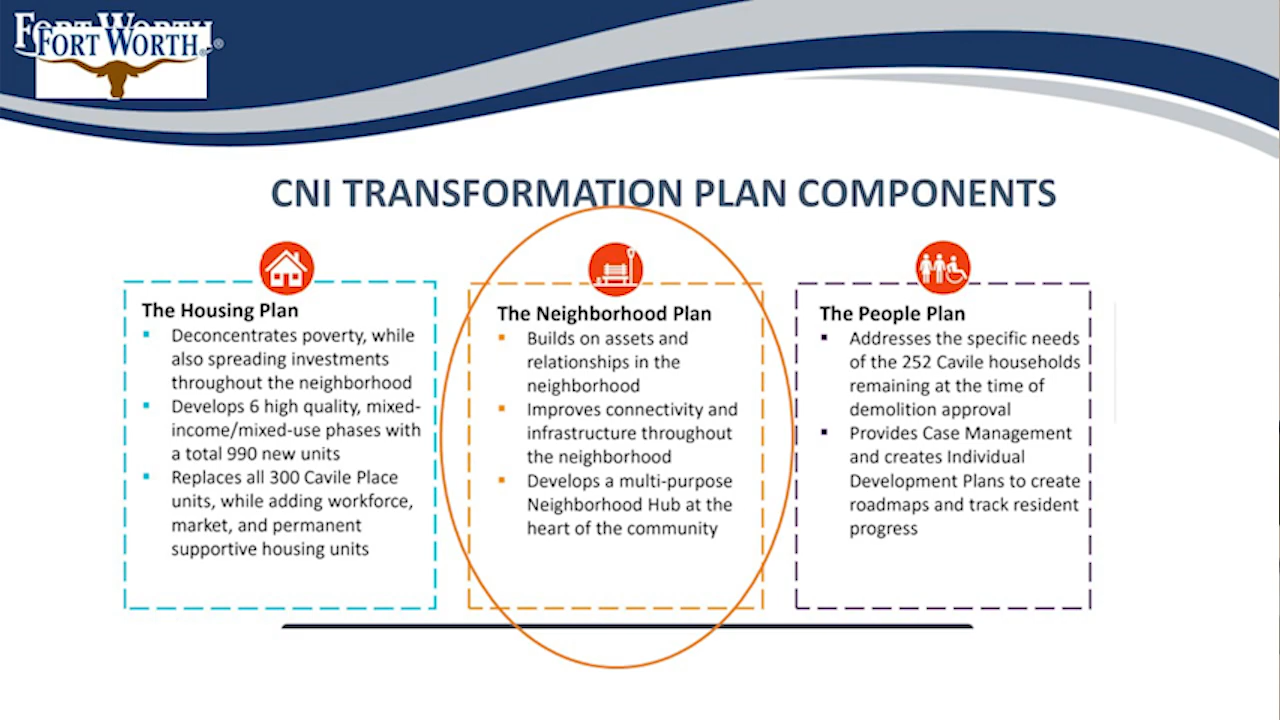 FORT WORTH
FORT WORTH®
CNI TRANSFORMATION PLAN COMPONENTS
The Housing Plan
▪ Deconcentrates poverty, while
also spreading investments
throughout the neighborhood
▪ Develops 6 high quality, mixed-
income/mixed-use phases with
a total 990 new units
▪ Replaces all 300 Cavile Place
units, while adding workforce,
market, and permanent
supportive housing units
The Neighborhood Plan
▪ Builds on assets and
relationships in the
neighborhood
▪ Improves connectivity and
infrastructure throughout
the neighborhood
▪ Develops a multi-purpose
Neighborhood Hub at the
heart of the community
The People Plan
▪ Addresses the specific needs
of the 252 Cavile households
remaining at the time of
demolition approval
▪ Provides Case Management
and creates Individual
Development Plans to create
roadmaps and track resident
progress